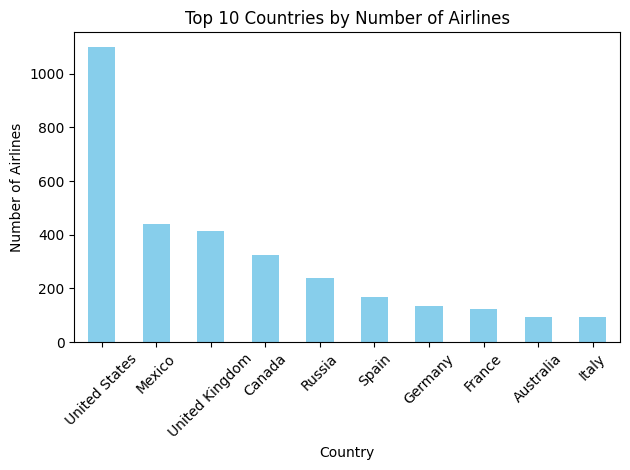 Top 10 Countries by Number of Airlines
Number of Airlines
1000
800
600
400
200
0
United States
Mexico
United Kingdom
Canada
Russia
Spain
Germany
France
Australia
Italy
Country